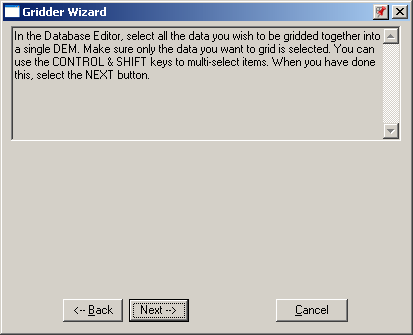 Gridder Wizard
In the Database Editor, select all the data you wish to be gridded together into
a single DEM. Make sure only the data you want to grid is selected. You can
use the CONTROL & SHIFT keys to multi-select items. When you have done
this, select the NEXT button.
<-- Back Next --> Cancel